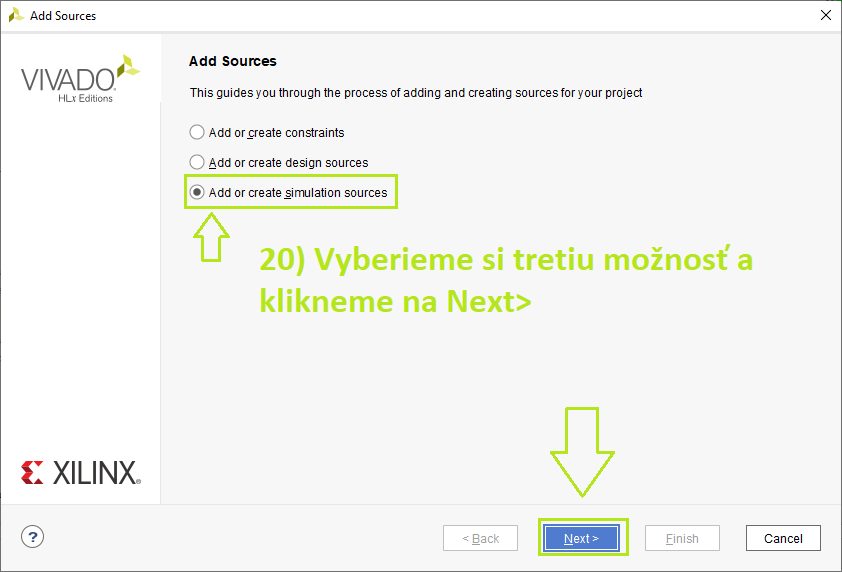 Add Sources
VIVADO
HLx Editions
Add Sources
This guides you through the process of adding and creating sources for your project
Add or create constraints
Add or create design sources
Add or create simulation sources
20) Vyberieme si tretiu možnosť a
klikneme na Next>
XILINX
?
< Back
Next >
Finish
Cancel